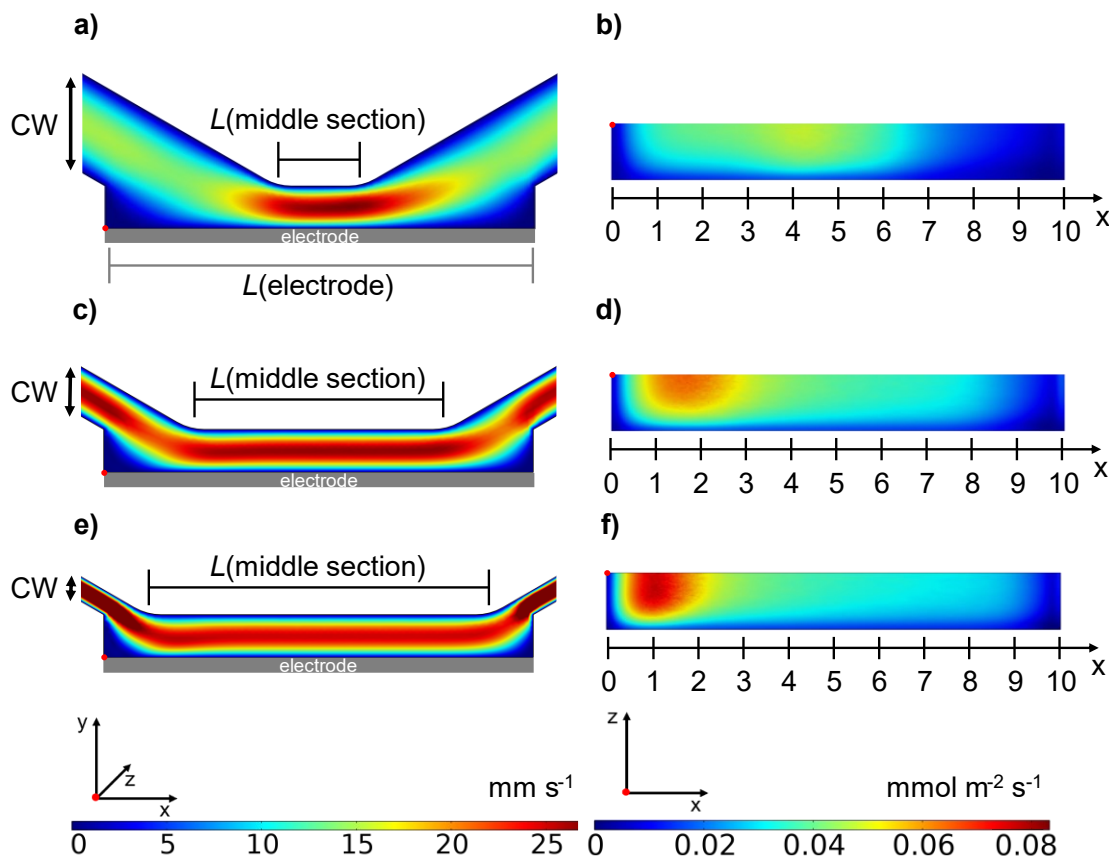 a)
CW
L(middle section)
electrode
L(electrode)
b)
0 1 2 3 4 5 6 7 8 9 10
x
c)
CW
L(middle section)
electrode
d)
0 1 2 3 4 5 6 7 8 9 10
x
e)
CW
L(middle section)
electrode
f)
0 1 2 3 4 5 6 7 8 9 10
x
y
z
x
mm s⁻¹
0 5 10 15 20 25
z
x
mmol m⁻² s⁻¹
0 0.02 0.04 0.06 0.08